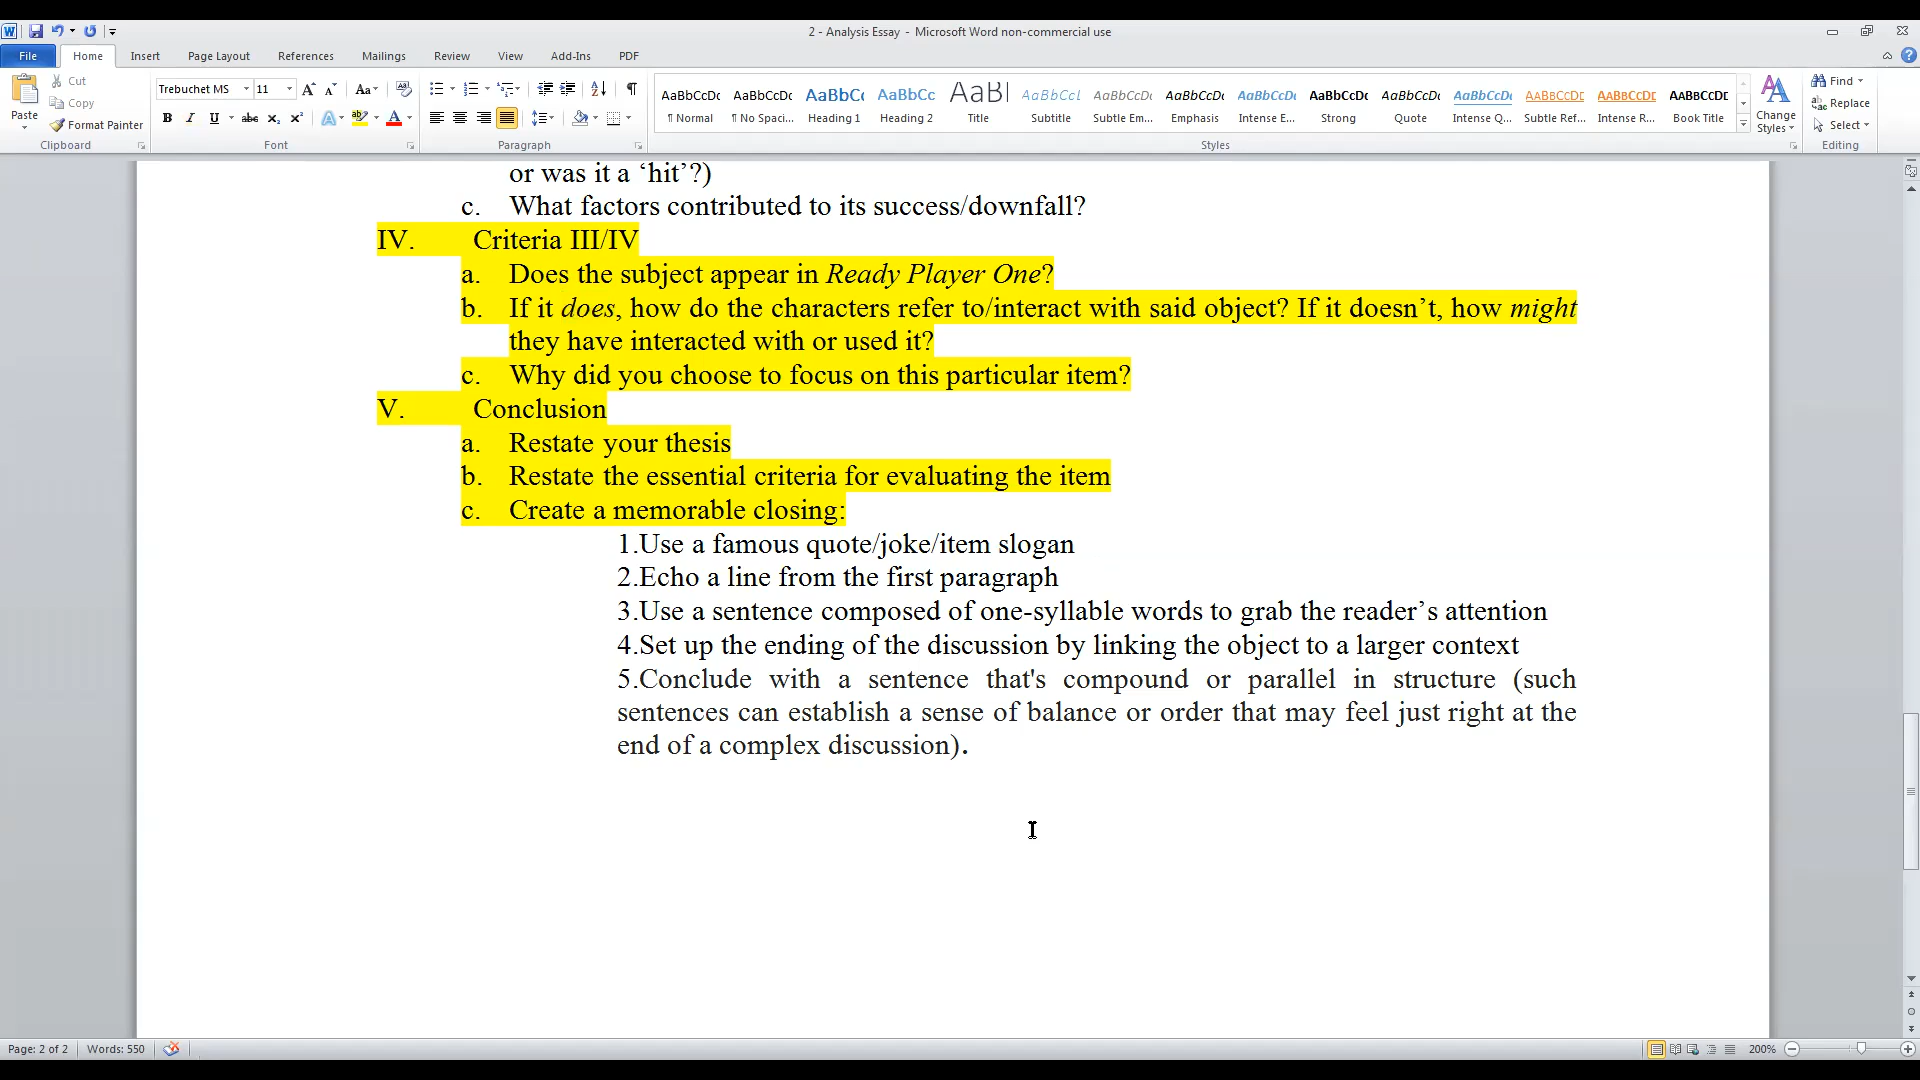 2 - Analysis Essay - Microsoft Word non-commercial use
File Home Insert Page Layout References Mailings Review View Add-Ins PDF
Cut
Copy
Format Painter
Paste
Clipboard
Trebuchet MS 11
Font
Paragraph
AaBbCcDc AaBbCcDc AaBbCc AaBbCc AaB AaBbCcL AaBbCcDc AaBbCcDc AaBbCcDc AaBbCcDc AaBbCcDc AaBbCcDc AaBbCcDc AaBbCcDc AaBbCcDc
¶ Normal ¶ No Spaci... Heading 1 Heading 2 Title Subtitle Subtle Em... Emphasis Intense E... Strong Quote Intense Q... Subtle Ref... Intense R... Book Title
Change
Styles
Styles
Find
Replace
Select
Editing
or was it a ‘hit’?)
c. What factors contributed to its success/downfall?
IV. Criteria III/IV
a. Does the subject appear in Ready Player One?
b. If it does, how do the characters refer to/interact with said object? If it doesn’t, how might
they have interacted with or used it?
c. Why did you choose to focus on this particular item?
V. Conclusion
a. Restate your thesis
b. Restate the essential criteria for evaluating the item
c. Create a memorable closing:
1.Use a famous quote/joke/item slogan
2.Echo a line from the first paragraph
3.Use a sentence composed of one-syllable words to grab the reader’s attention
4.Set up the ending of the discussion by linking the object to a larger context
5.Conclude with a sentence that's compound or parallel in structure (such
sentences can establish a sense of balance or order that may feel just right at the
end of a complex discussion).
Page: 2 of 2 Words: 550 200%